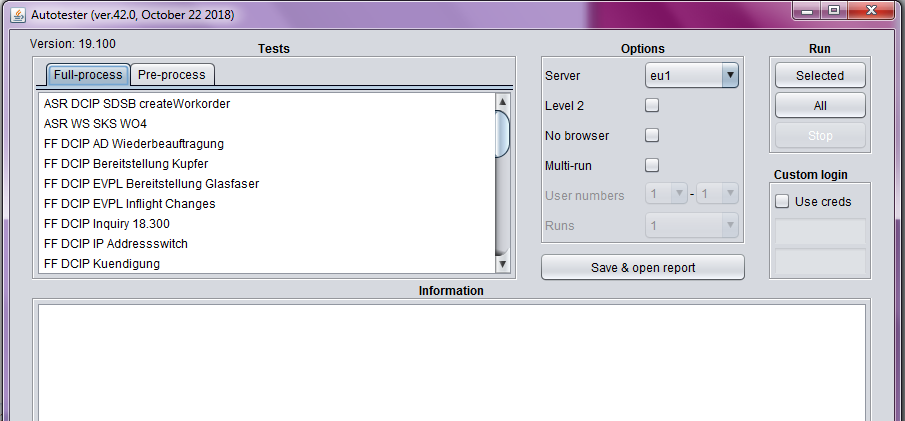 Autotester (ver.42.0, October 22 2018)
Version: 19.100
Tests
Full-process
Pre-process
ASR DCIP SDSB createWorkorder
ASR WS SKS WO4
FF DCIP AD Wiederbeauftragung
FF DCIP Bereitstellung Kupfer
FF DCIP EVPL Bereitstellung Glasfaser
FF DCIP EVPL Inflight Changes
FF DCIP Inquiry 18.300
FF DCIP IP Addressswitch
FF DCIP Kuendigung
Options
Server eu1
Level 2
No browser
Multi-run
User numbers 1 - 1
Runs 1
Save & open report
Run
Selected
All
Stop
Custom login
Use creds
Information